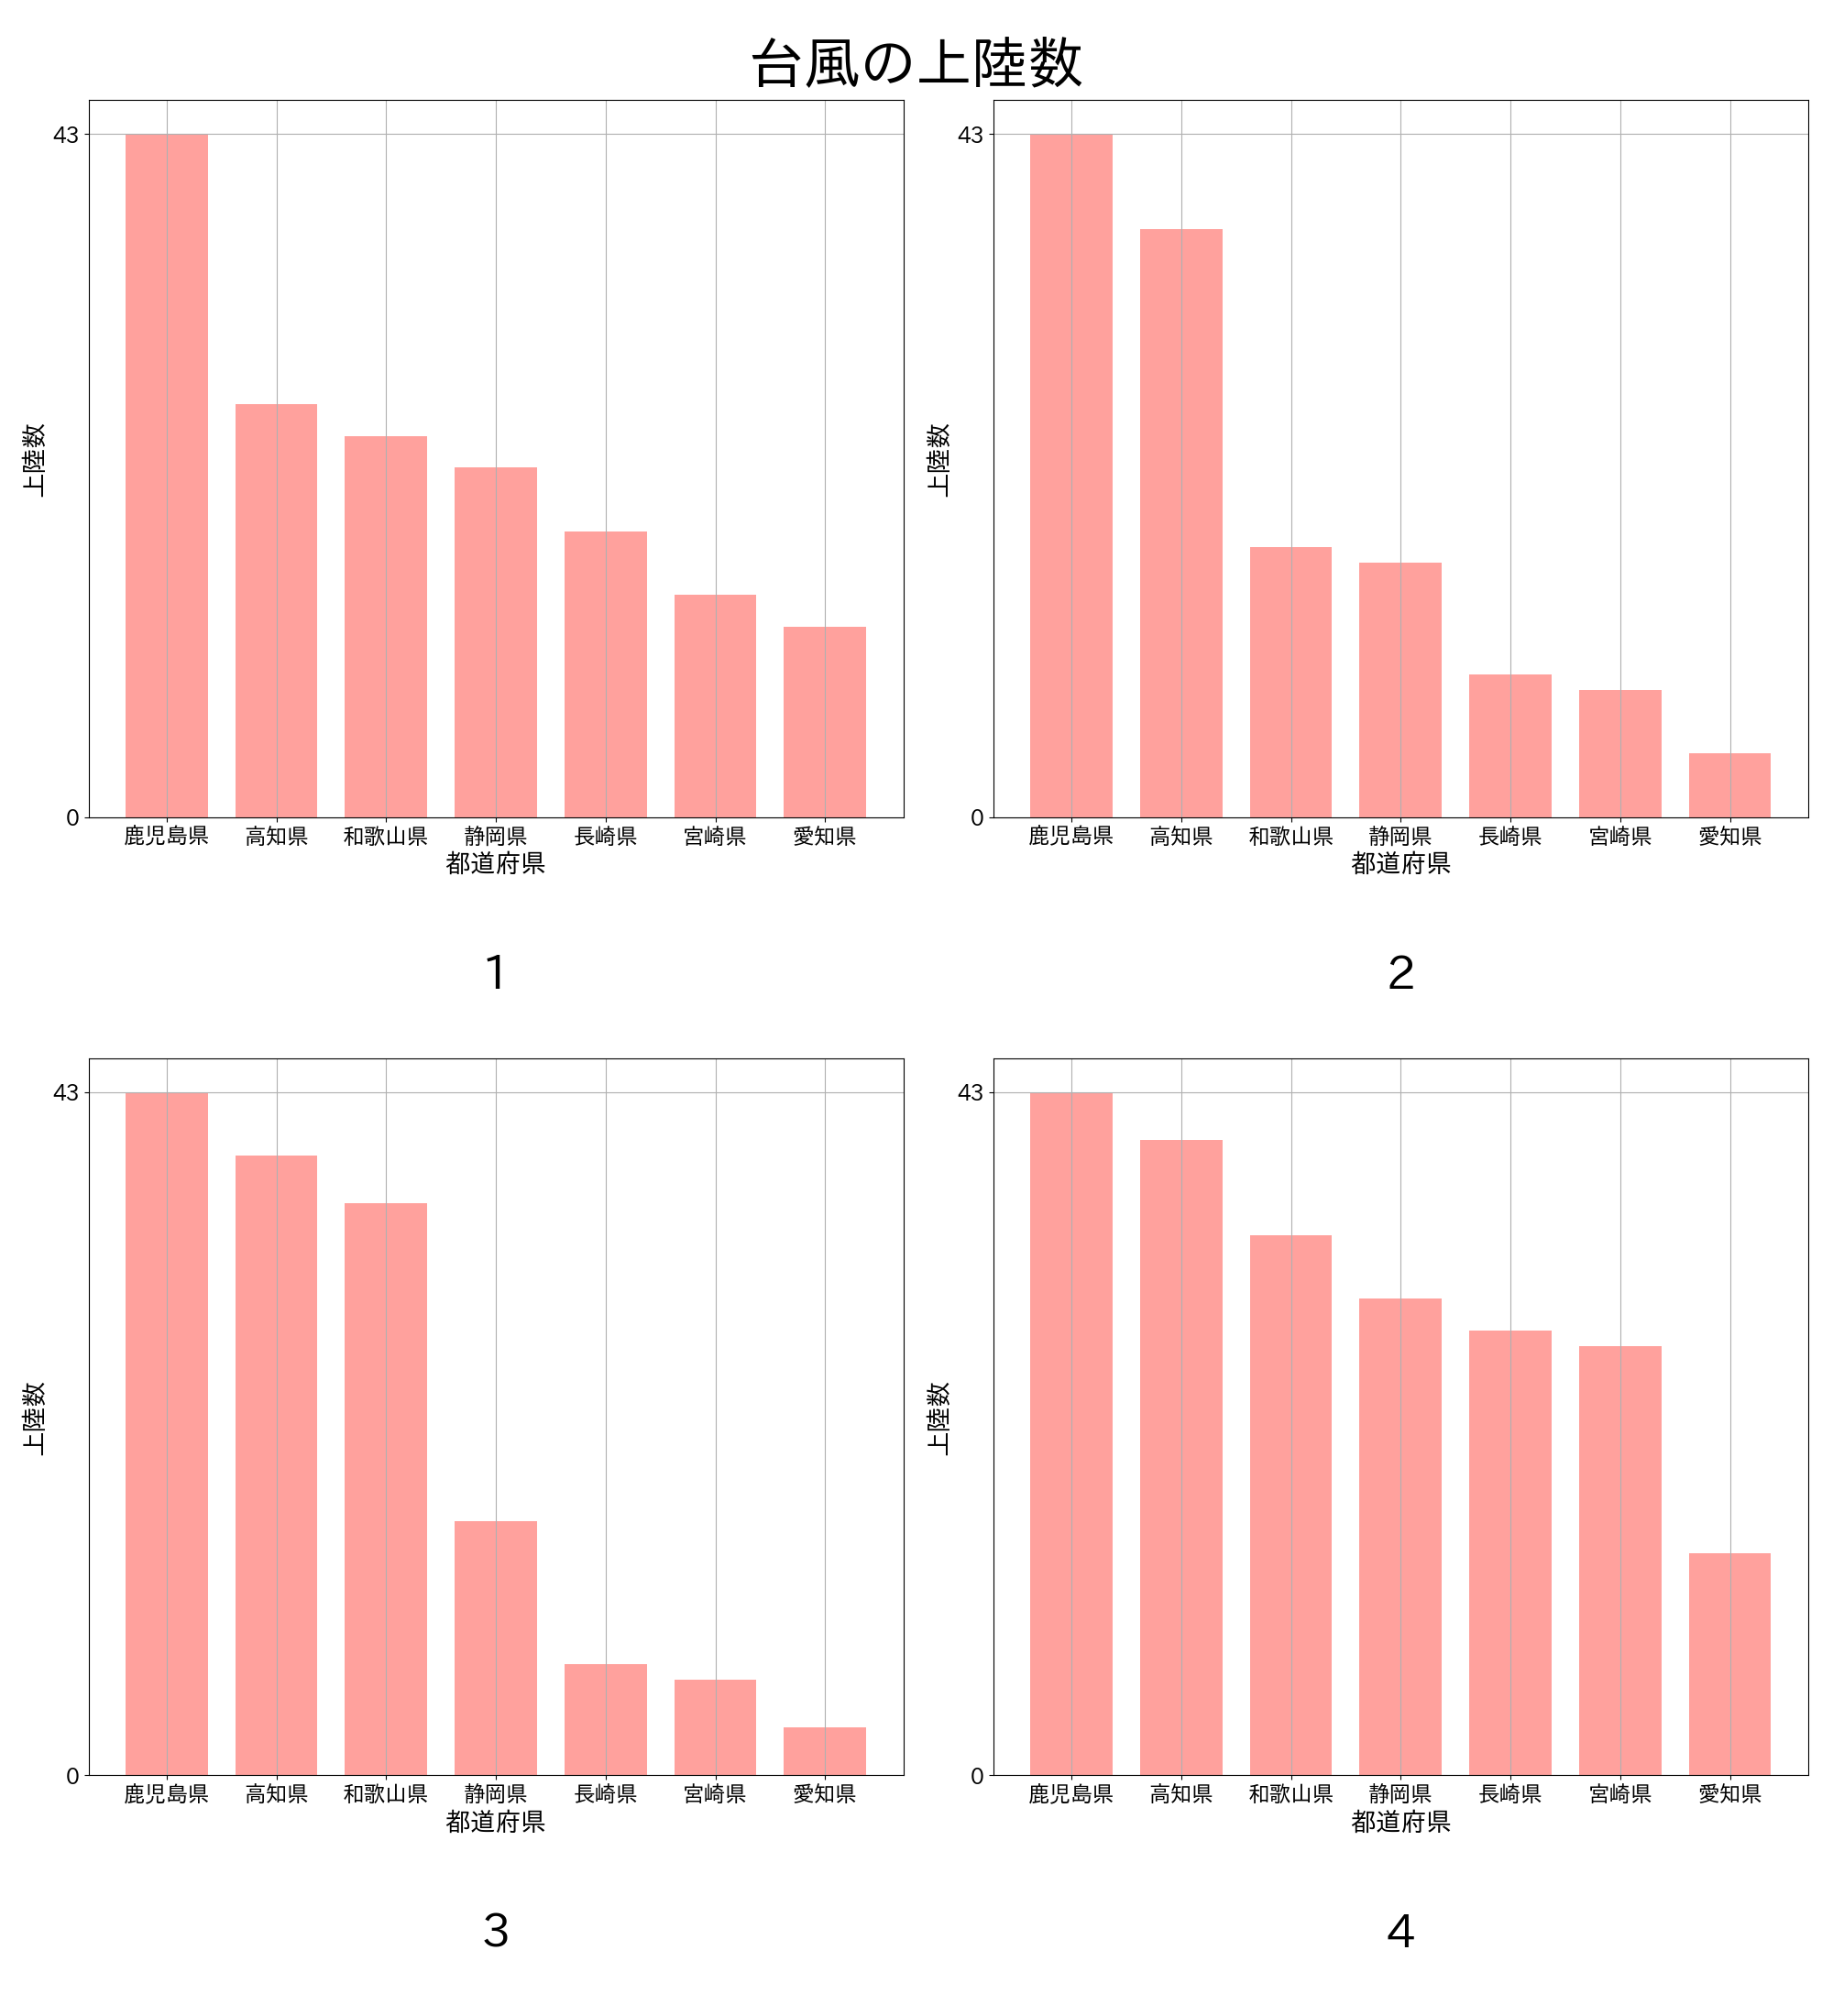 台風の上陸数
43
上陸数
0
鹿児島県 高知県 和歌山県 静岡県 長崎県 宮崎県 愛知県
都道府県
1
43
上陸数
0
鹿児島県 高知県 和歌山県 静岡県 長崎県 宮崎県 愛知県
都道府県
2
43
上陸数
0
鹿児島県 高知県 和歌山県 静岡県 長崎県 宮崎県 愛知県
都道府県
3
43
上陸数
0
鹿児島県 高知県 和歌山県 静岡県 長崎県 宮崎県 愛知県
都道府県
4